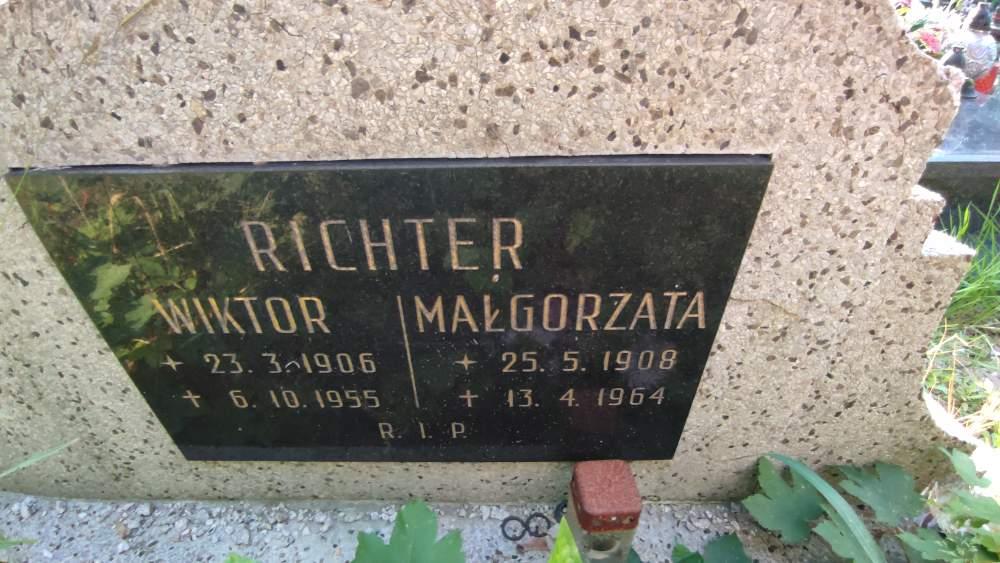 RICHTER
WIKTOR MAŁGORZATA
23. 3. 1906 25. 5. 1908
6. 10. 1955 13. 4. 1964
R. I. P.